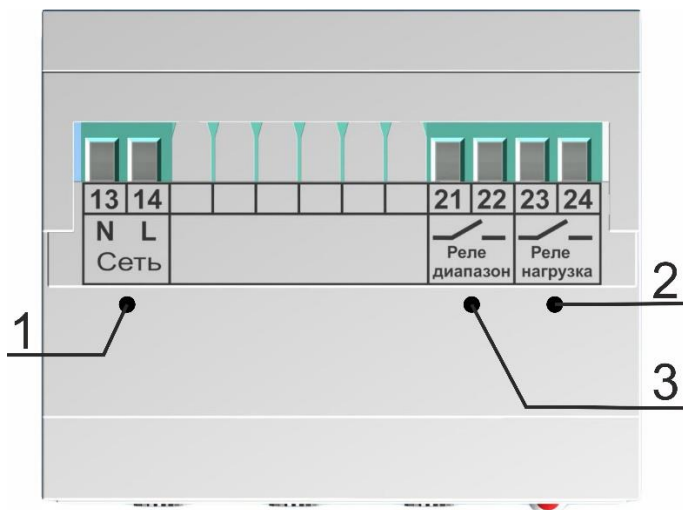 13 14 21 22 23 24
N L
Сеть
Реле
диапазон
Реле
нагрузка
1
2
3